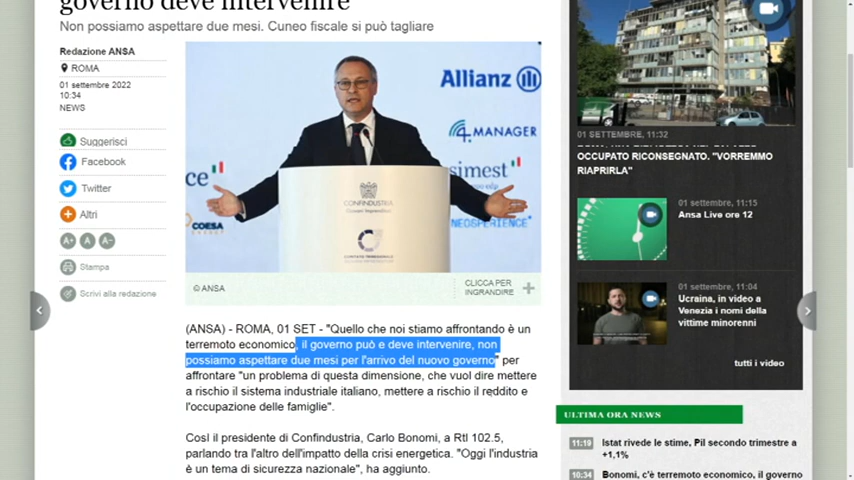 governo deve intervenire
Non possiamo aspettare due mesi. Cuneo fiscale si può tagliare
Redazione ANSA
ROMA
01 settembre 2022
10:34
NEWS
Suggerisci
Facebook
Twitter
Altri
A+ A A-
Stampa
Scrivi alla redazione
Allianz
4.MANAGER
simest
NEOSPERIENCE
ce
COESA
CONFINDUSTRIA
© ANSA
CLICCA PER
INGRANDIRE
(ANSA) - ROMA, 01 SET - "Quello che noi stiamo affrontando è un
terremoto economico, il governo può e deve intervenire, non
possiamo aspettare due mesi per l'arrivo del nuovo governo" per
affrontare "un problema di questa dimensione, che vuol dire mettere
a rischio il sistema industriale italiano, mettere a rischio il reddito e
l'occupazione delle famiglie".
Così il presidente di Confindustria, Carlo Bonomi, a Rtl 102.5,
parlando tra l'altro dell'impatto della crisi energetica. "Oggi l'industria
è un tema di sicurezza nazionale", ha aggiunto.
01 SETTEMBRE, 11:32
OCCUPATO RICONSEGNATO. "VORREMMO
RIAPRIRLA"
01 settembre, 11:15
Ansa Live ore 12
01 settembre, 11:04
Ucraina, in video a
Venezia i nomi della
vittime minorenni
tutti i video
ULTIMA ORA NEWS
11:19 Istat rivede le stime, Pil secondo trimestre a
+1,1%
10:34 Bonomi, c'è terremoto economico, il governo